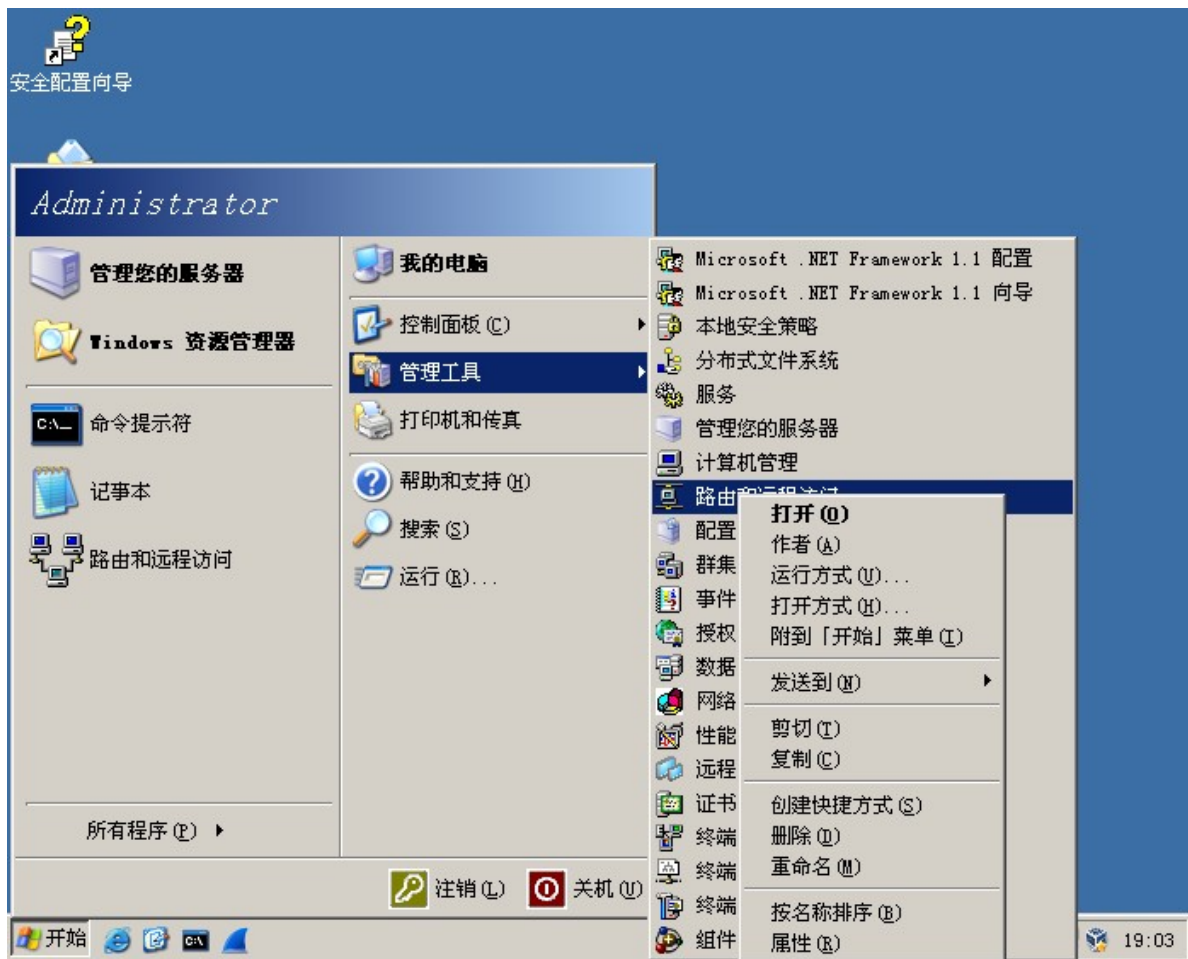 安全配置向导
Administrator
管理您的服务器
Windows 资源管理器
命令提示符
记事本
路由和远程访问
所有程序(P)
我的电脑
控制面板(C)
管理工具
打印机和传真
帮助和支持(H)
搜索(S)
运行(R)...
注销(L)
关机(U)
Microsoft .NET Framework 1.1 配置
Microsoft .NET Framework 1.1 向导
本地安全策略
分布式文件系统
服务
管理您的服务器
计算机管理
路由和远程访问
配置
群集
事件
授权
数据
网络
性能
远程
证书
终端
终端
终端
组件
打开(O)
作者(A)
运行方式(U)...
打开方式(H)...
附到「开始」菜单(I)
发送到(N)
剪切(T)
复制(C)
创建快捷方式(S)
删除(D)
重命名(M)
按名称排序(B)
属性(R)
开始
C:\_
C:\
19:03